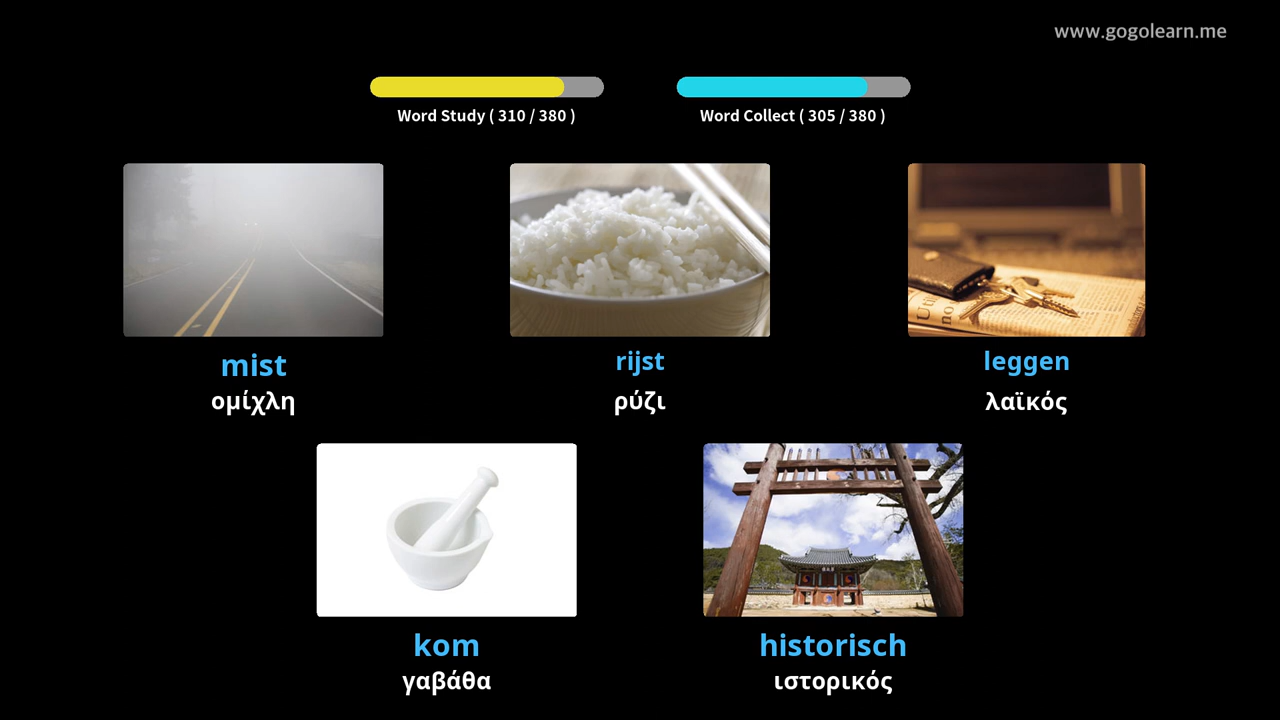 www.gogolearn.me
Word Study ( 310 / 380 )
Word Collect ( 305 / 380 )
mist
ομίχλη
rijst
ρύζι
leggen
λαϊκός
kom
γαβάθα
historisch
ιστορικός